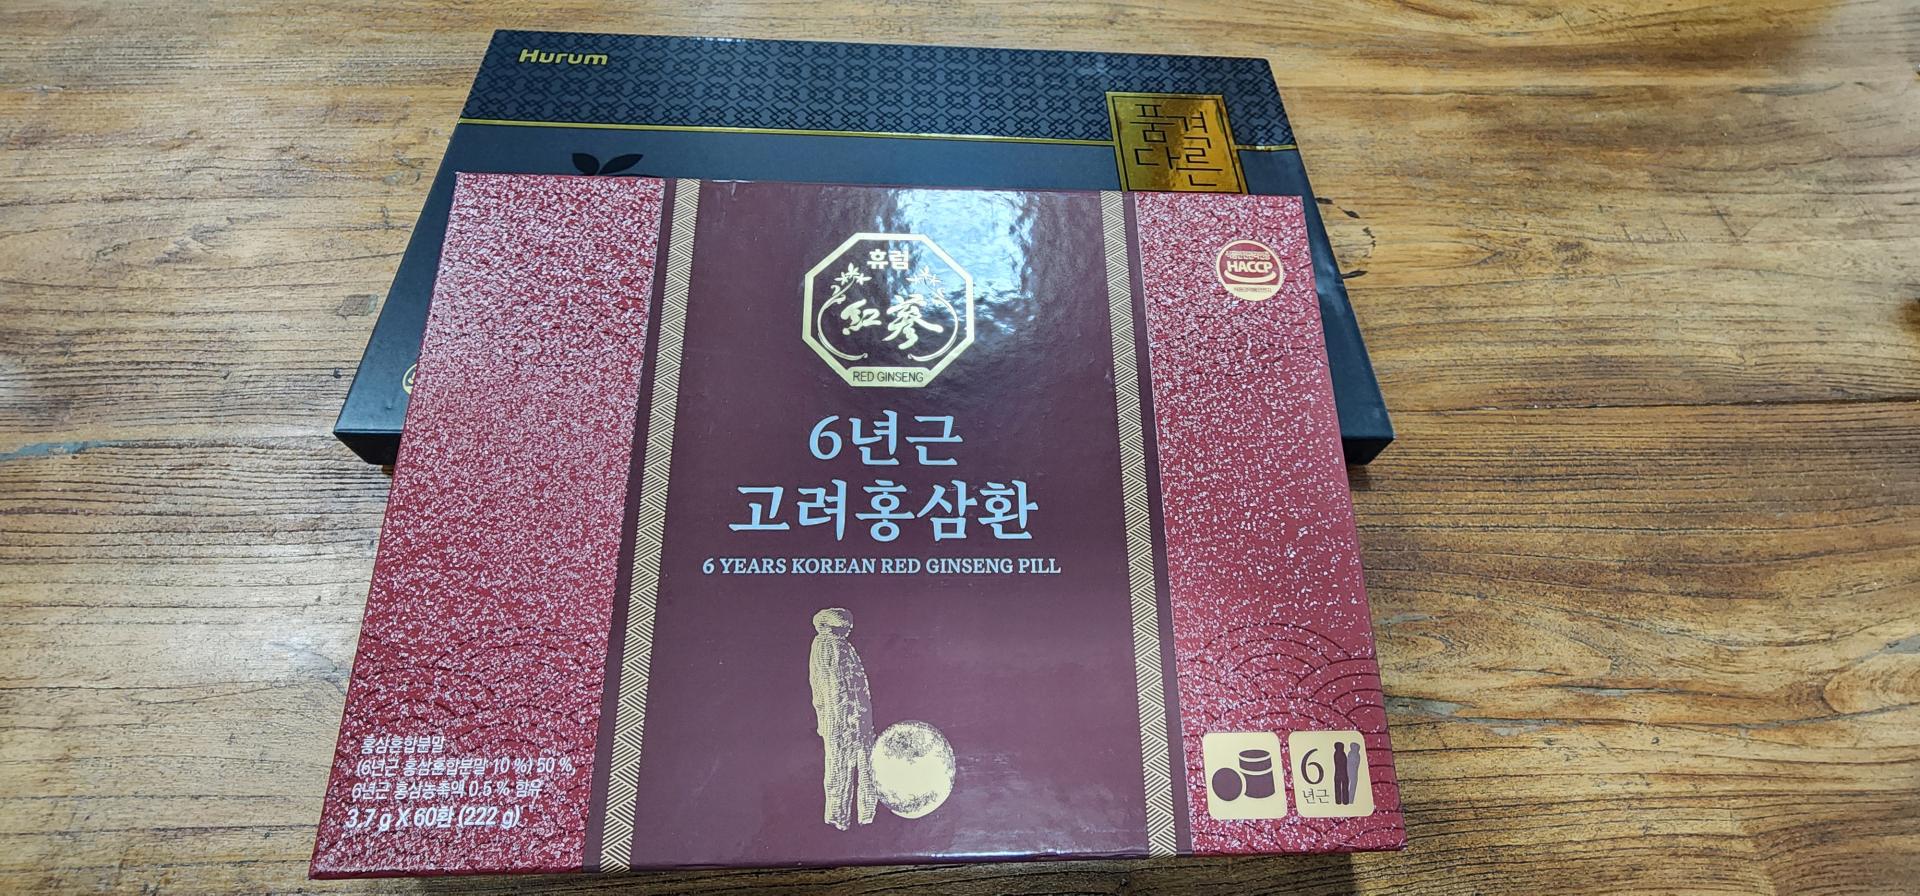 Hurum
품격
다른
휴럼
紅蔘
RED GINSENG
HACCP
6년근
고려홍삼환
6 YEARS KOREAN RED GINSENG PILL
홍삼혼합분말
(6년근 홍삼혼합분말 10 %) 50 %,
6년근 홍삼농축액 0.5 % 함유
3.7 g X 60환 (222 g)
6
년근